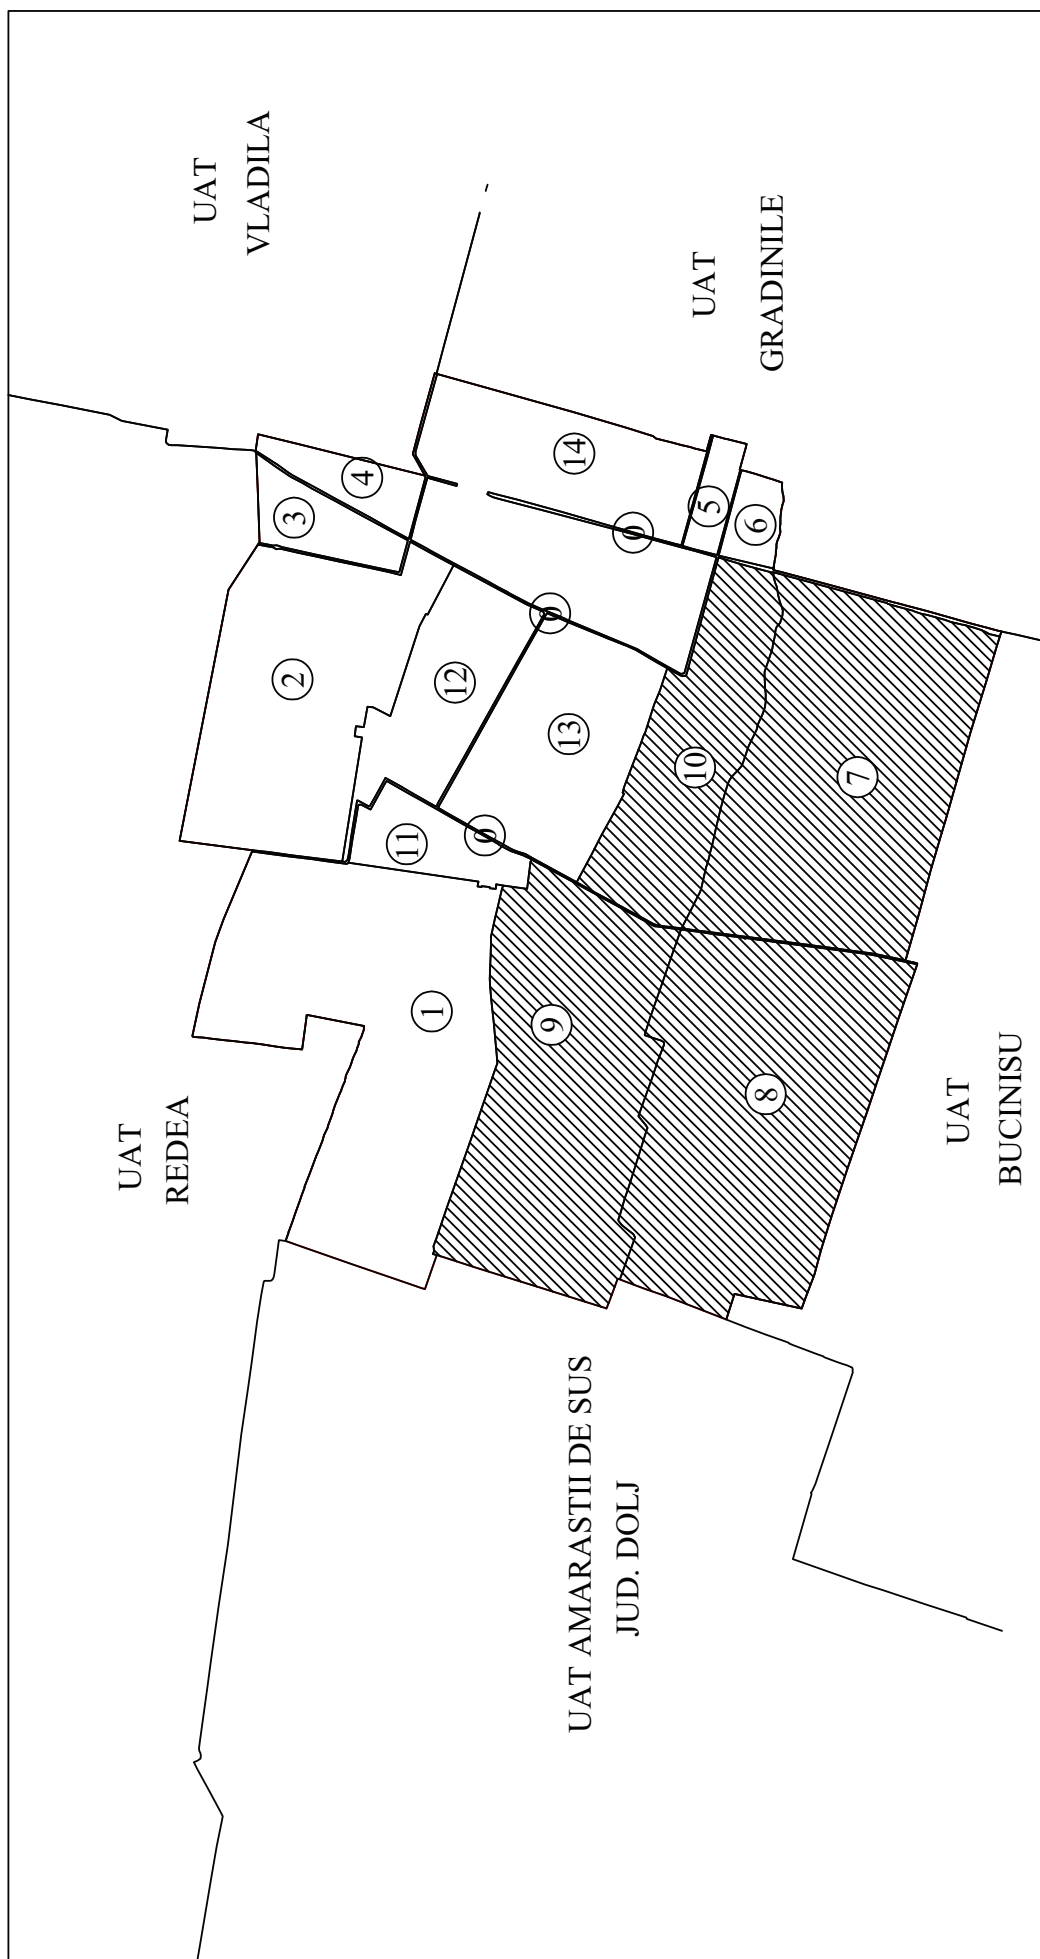 UAT
REDEA
UAT
VLADILA
2
3
4
11
1
12
0
9
0
13
14
UAT AMARASTII DE SUS
JUD. DOLJ
0
10
5
UAT
GRADINILE
6
8
7
UAT
BUCINISU